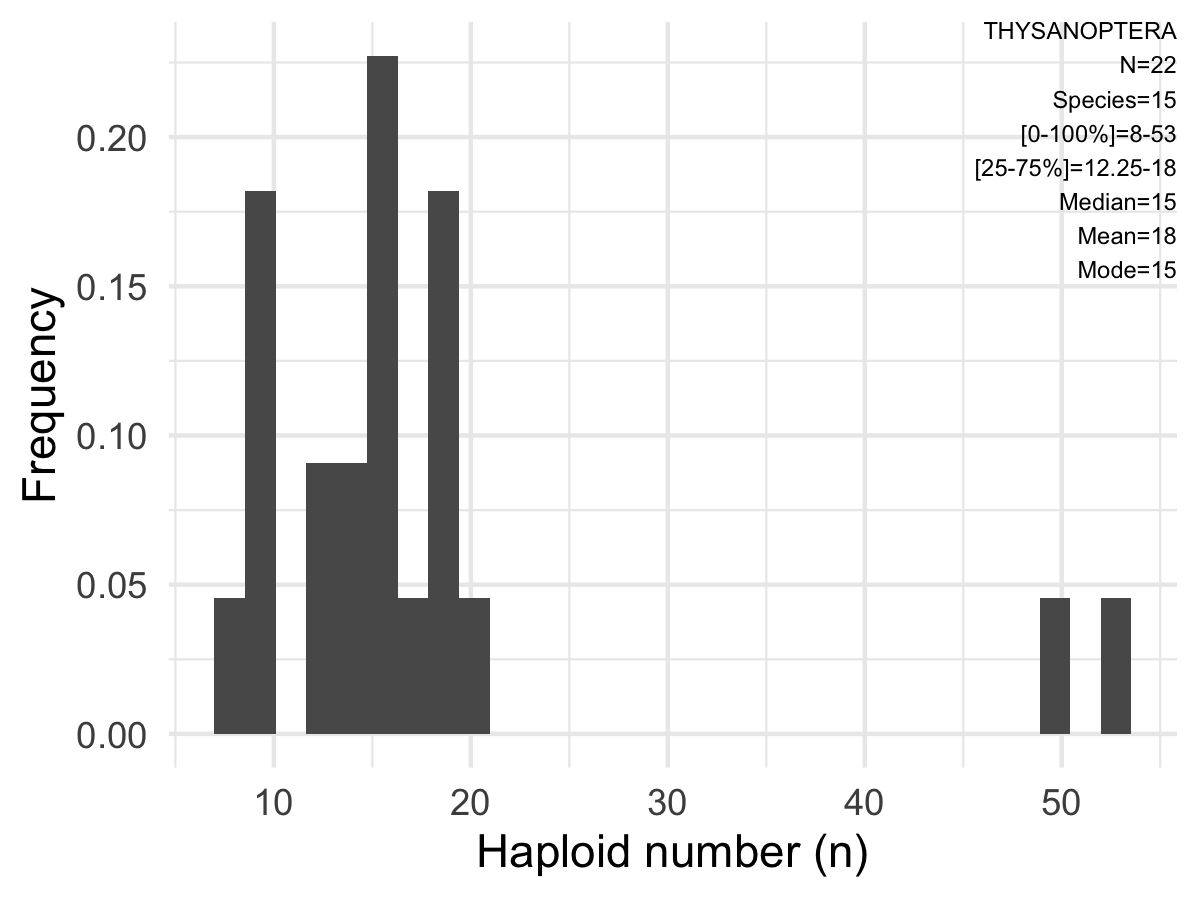 THYSANOPTERA
N=22
Species=15
[0-100%]=8-53
[25-75%]=12.25-18
Median=15
Mean=18
Mode=15
Frequency
0.20
0.15
0.10
0.05
0.00
10 20 30 40 50
Haploid number (n)